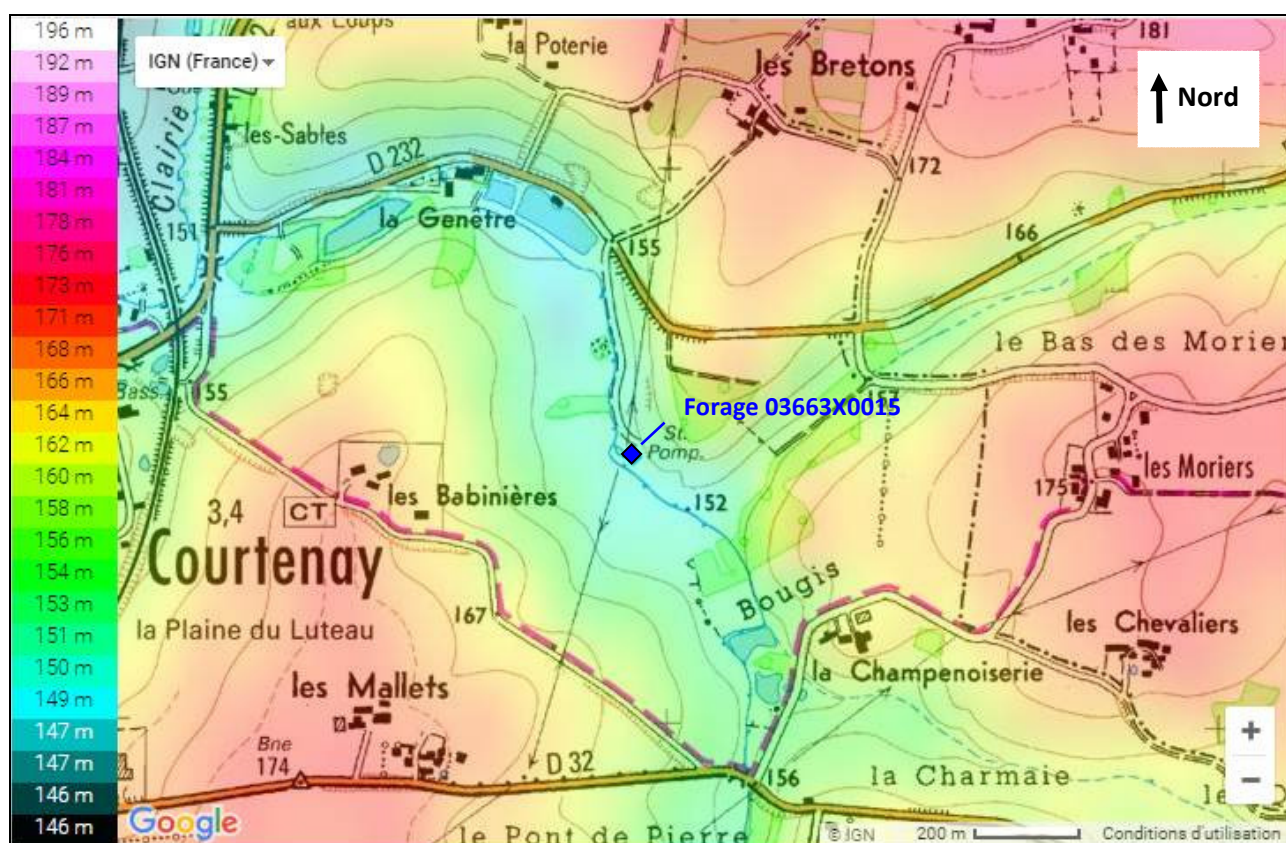 196 m
192 m
189 m
187 m
184 m
181 m
178 m
176 m
173 m
171 m
168 m
166 m
164 m
162 m
160 m
158 m
156 m
154 m
153 m
151 m
150 m
149 m
147 m
147 m
146 m
146 m
IGN (France)
Nord
aux Loups
la Poterie
les Bretons
181
Clairie
les-Sables
D 232
172
la Genêtre
151
155
166
le Bas des Morier
Bass.
55
157
Forage 03663X0015
St.
Pomp.
les Moriers
175
les Babinières
152
3,4
CT
Courtenay
Bougis
167
la Plaine du Luteau
les Chevaliers
la Champenoiserie
les Mallets
Bne
174
D 32
156
la Charmaie
le Pont de Pierre
Google
© IGN
200 m
Conditions d'utilisation
+
−